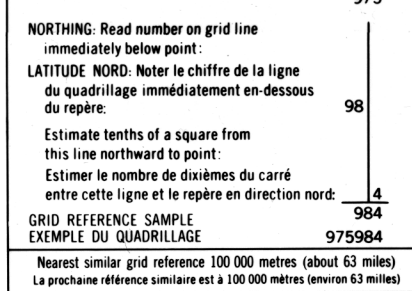 NORTHING: Read number on grid line
immediately below point:
LATITUDE NORD: Noter le chiffre de la ligne
du quadrillage immédiatement en-dessous
du repère: 98
Estimate tenths of a square from
this line northward to point:
Estimer le nombre de dixièmes du carré
entre cette ligne et le repère en direction nord: 4
984
GRID REFERENCE SAMPLE
EXEMPLE DU QUADRILLAGE 975984
Nearest similar grid reference 100 000 metres (about 63 miles)
La prochaine référence similaire est à 100 000 mètres (environ 63 milles)